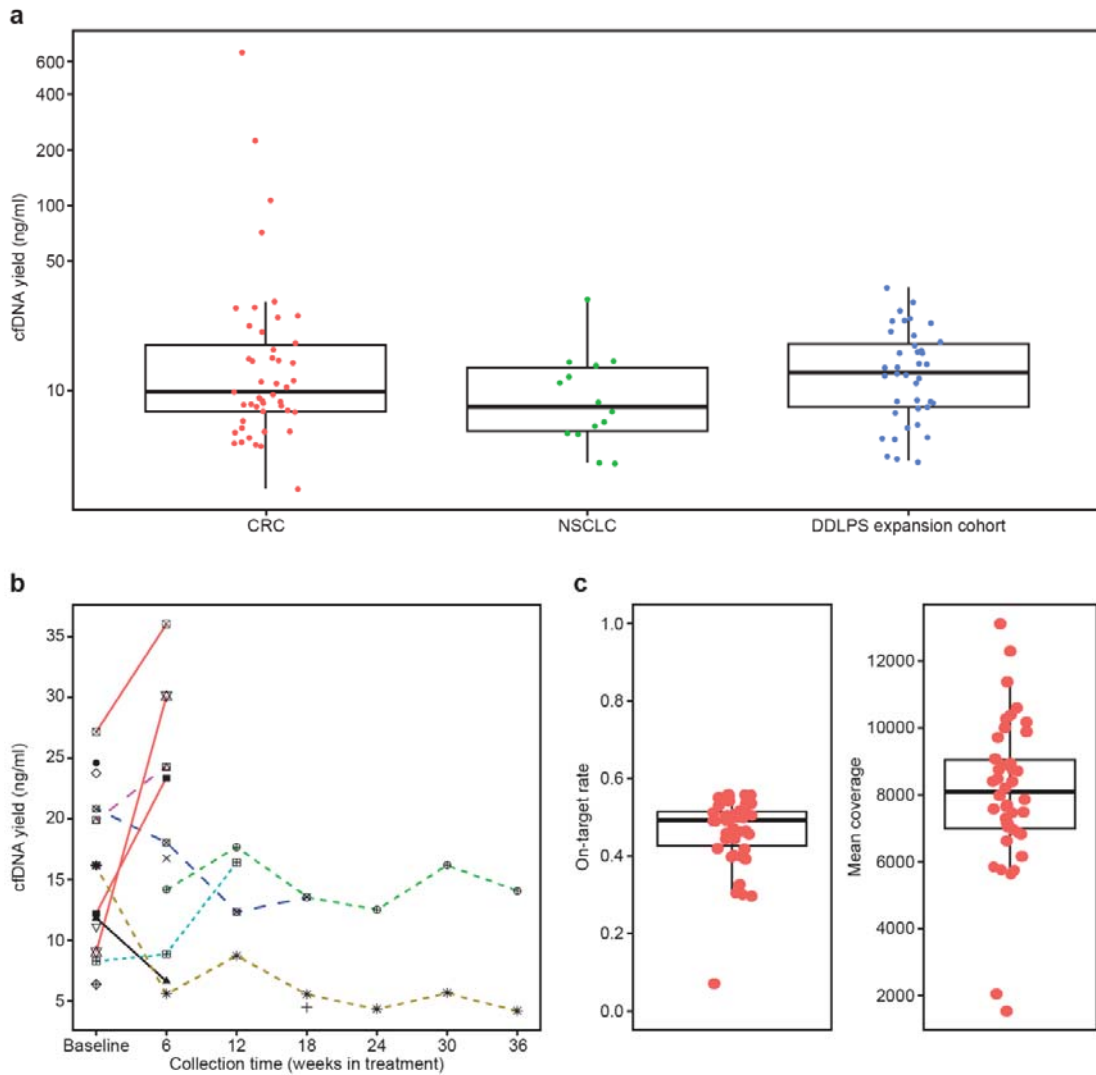 a
cfDNA yield (ng/ml)
600
400
200
100
50
10
CRC
NSCLC
DDLPS expansion cohort
b
cfDNA yield (ng/ml)
35
30
25
20
15
10
5
Baseline
6
12
18
24
30
36
Collection time (weeks in treatment)
c
On-target rate
1.0
0.8
0.6
0.4
0.2
0.0
Mean coverage
12000
10000
8000
6000
4000
2000